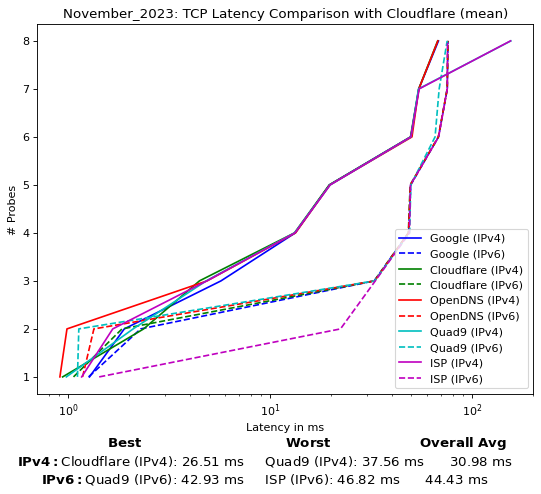 November_2023: TCP Latency Comparison with Cloudflare (mean)
# Probes
8
7
6
5
4
3
2
1
Google (IPv4)
Google (IPv6)
Cloudflare (IPv4)
Cloudflare (IPv6)
OpenDNS (IPv4)
OpenDNS (IPv6)
Quad9 (IPv4)
Quad9 (IPv6)
ISP (IPv4)
ISP (IPv6)
10⁰ 10¹ 10²
Latency in ms
Best Worst Overall Avg
IPv4: Cloudflare (IPv4): 26.51 ms Quad9 (IPv4): 37.56 ms 30.98 ms
IPv6: Quad9 (IPv6): 42.93 ms ISP (IPv6): 46.82 ms 44.43 ms